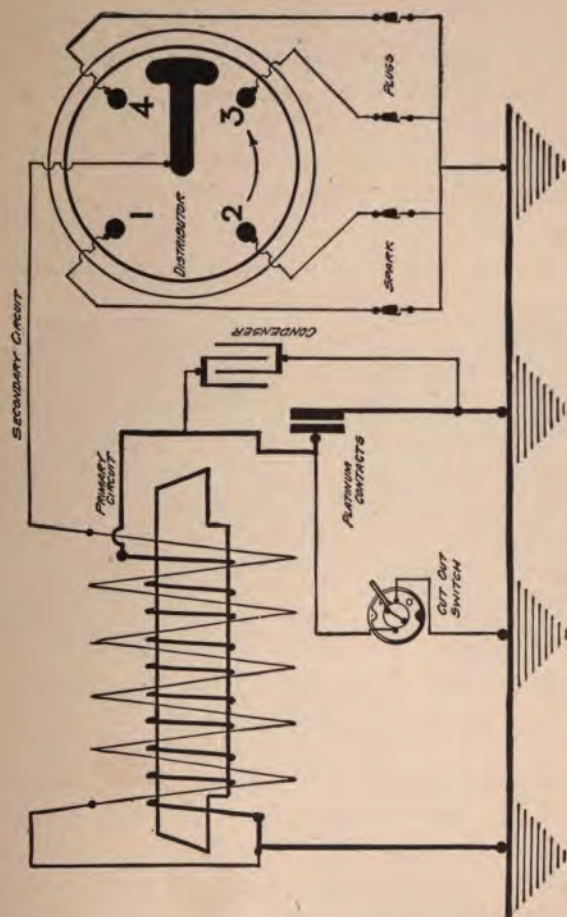 SECONDARY CIRCUIT
PRIMARY
CIRCUIT
DISTRIBUTOR
1
4
2
3
CONDENSER
PLATINUM
CONTACTS
CUT OUT
SWITCH
SPARK
PLUGS